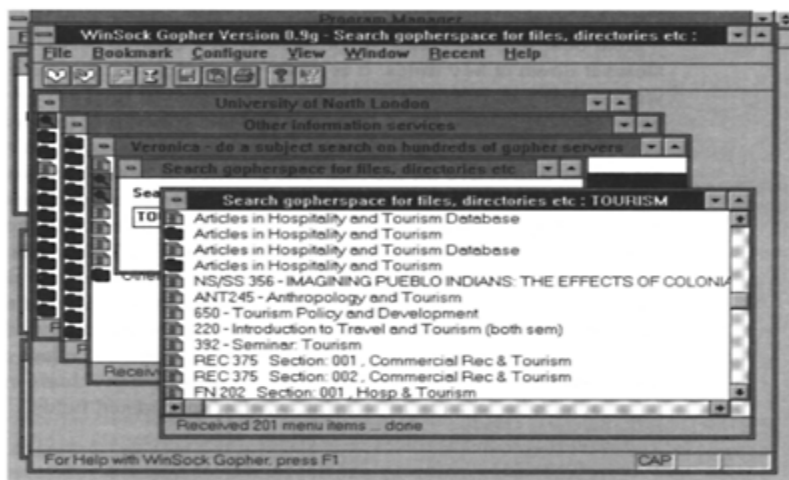 Program Manager
WinSock Gopher Version 0.9g - Search gopherspace for files, directories etc :
File Bookmark Configure View Window Recent Help
University of North London
Other information services
Veronica - do a subject search on hundreds of gopher servers
Search gopherspace for files, directories etc
Sea
TO
Search gopherspace for files, directories etc : TOURISM
Articles in Hospitality and Tourism Database
Articles in Hospitality and Tourism
Articles in Hospitality and Tourism Database
Articles in Hospitality and Tourism
NS/SS 356 - IMAGINING PUEBLO INDIANS: THE EFFECTS OF COLONIA
ANT245 - Anthropology and Tourism
650 - Tourism Policy and Development
220 - Introduction to Travel and Tourism (both sem)
392 - Seminar: Tourism
REC 375 Section: 001 , Commercial Rec & Tourism
REC 375 Section: 002 , Commercial Rec & Tourism
FN 202 Section: 001 , Hosp & Tourism
Received
Received 201 menu items ... done
For Help with WinSock Gopher, press F1
CAP